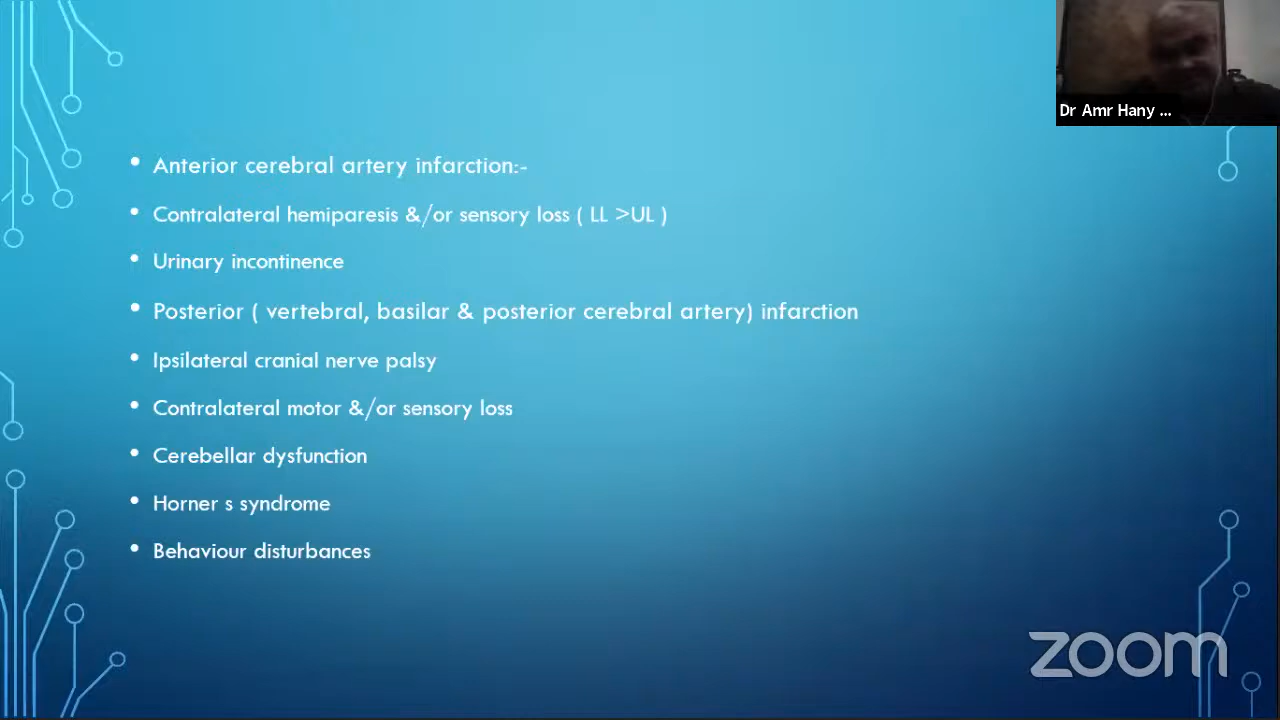 Dr Amr Hany ...
• Anterior cerebral artery infarction:-
• Contralateral hemiparesis &/or sensory loss ( LL >UL )
• Urinary incontinence
• Posterior ( vertebral, basilar & posterior cerebral artery) infarction
• Ipsilateral cranial nerve palsy
• Contralateral motor &/or sensory loss
• Cerebellar dysfunction
• Horner s syndrome
• Behaviour disturbances
zoom